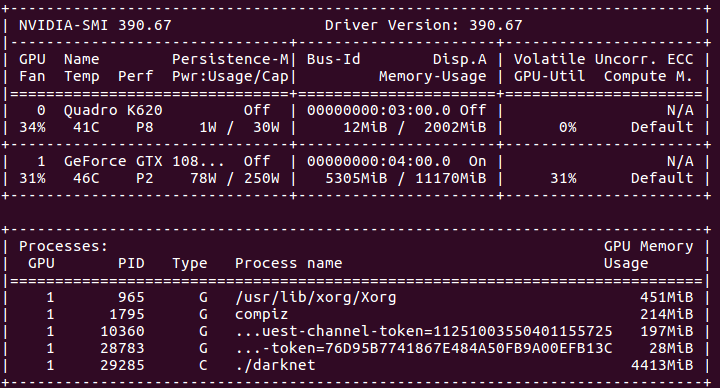 +-----------------------------------------------------------------------------+
| NVIDIA-SMI 390.67                 Driver Version: 390.67                    |
|-------------------------------+----------------------+----------------------+
| GPU  Name        Persistence-M| Bus-Id        Disp.A | Volatile Uncorr. ECC |
| Fan  Temp  Perf  Pwr:Usage/Cap|         Memory-Usage | GPU-Util  Compute M. |
|===============================+======================+======================|
|   0  Quadro K620         Off  | 00000000:03:00.0 Off |                  N/A |
| 34%   41C    P8     1W /  30W |     12MiB /  2002MiB |      0%      Default |
+-------------------------------+----------------------+----------------------+
|   1  GeForce GTX 108...  Off  | 00000000:04:00.0  On |                  N/A |
| 31%   46C    P2    78W / 250W |   5305MiB / 11170MiB |     31%      Default |
+-------------------------------+----------------------+----------------------+
+-----------------------------------------------------------------------------+
| Processes:                                                       GPU Memory |
|  GPU       PID   Type   Process name                             Usage      |
|=============================================================================|
|    1       965      G   /usr/lib/xorg/Xorg                           451MiB |
|    1      1795      G   compiz                                       214MiB |
|    1     10360      G   ...uest-channel-token=11251003550401155725   197MiB |
|    1     28783      G   ...-token=76D95B7741867E484A50FB9A00EFB13C    28MiB |
|    1     29285      C   ./darknet                                   4413MiB |
+-----------------------------------------------------------------------------+